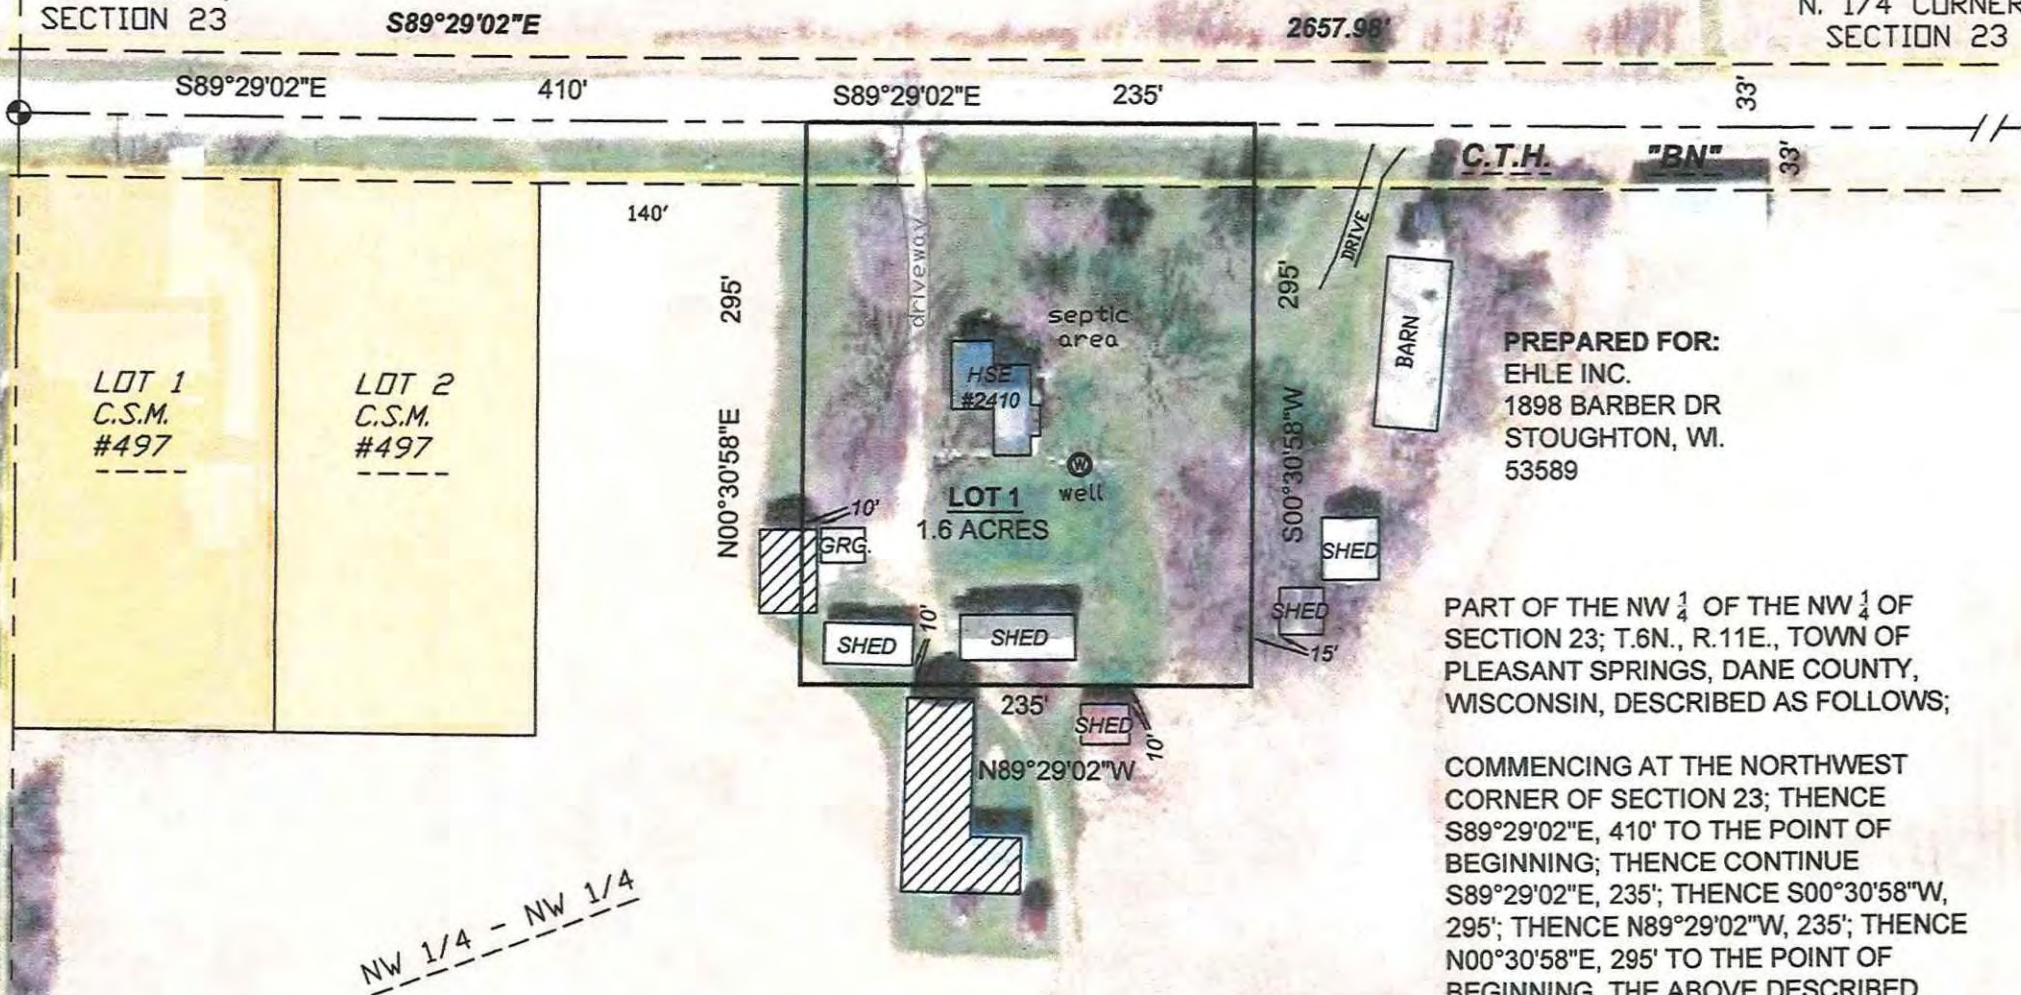 SECTION 23
S89°29'02"E
2657.98'
N. 1/4 CORNER
SECTION 23
S89°29'02"E
410'
S89°29'02"E
235'
33'
C.T.H.
"BN"
33'
140'
driveway
DRIVE
295'
295'
septic
area
BARN
PREPARED FOR:
EHLE INC.
1898 BARBER DR
STOUGHTON, WI.
53589
LOT 1
C.S.M.
#497
LOT 2
C.S.M.
#497
HSE
#2410
N00°30'58"E
S00°30'58"W
W
well
LOT 1
1.6 ACRES
10'
GRG.
SHED
SHED
10'
SHED
SHED
15'
235'
SHED
10'
N89°29'02"W
NW 1/4 - NW 1/4
PART OF THE NW 1/4 OF THE NW 1/4 OF
SECTION 23; T.6N., R.11E., TOWN OF
PLEASANT SPRINGS, DANE COUNTY,
WISCONSIN, DESCRIBED AS FOLLOWS;
COMMENCING AT THE NORTHWEST
CORNER OF SECTION 23; THENCE
S89°29'02"E, 410' TO THE POINT OF
BEGINNING; THENCE CONTINUE
S89°29'02"E, 235'; THENCE S00°30'58"W,
295'; THENCE N89°29'02"W, 235'; THENCE
N00°30'58"E, 295' TO THE POINT OF
BEGINNING. THE ABOVE DESCRIBED